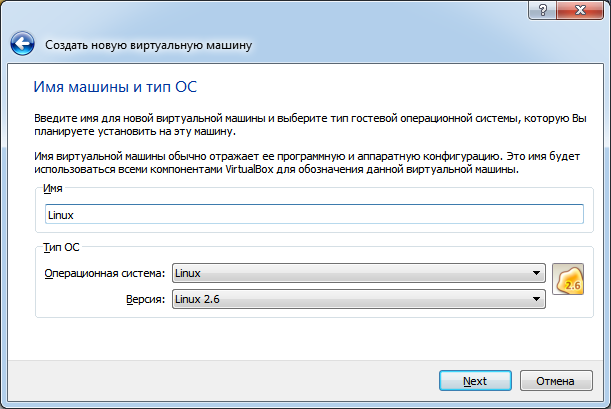 ?
X
Создать новую виртуальную машину
Имя машины и тип ОС
Введите имя для новой виртуальной машины и выберите тип гостевой операционной системы, которую Вы
планируете установить на эту машину.
Имя виртуальной машины обычно отражает ее программную и аппаратную конфигурацию. Это имя будет
использоваться всеми компонентами VirtualBox для обозначения данной виртуальной машины.
Имя
Linux
Тип ОС
Операционная система: Linux
2.6
Версия: Linux 2.6
Next Отмена